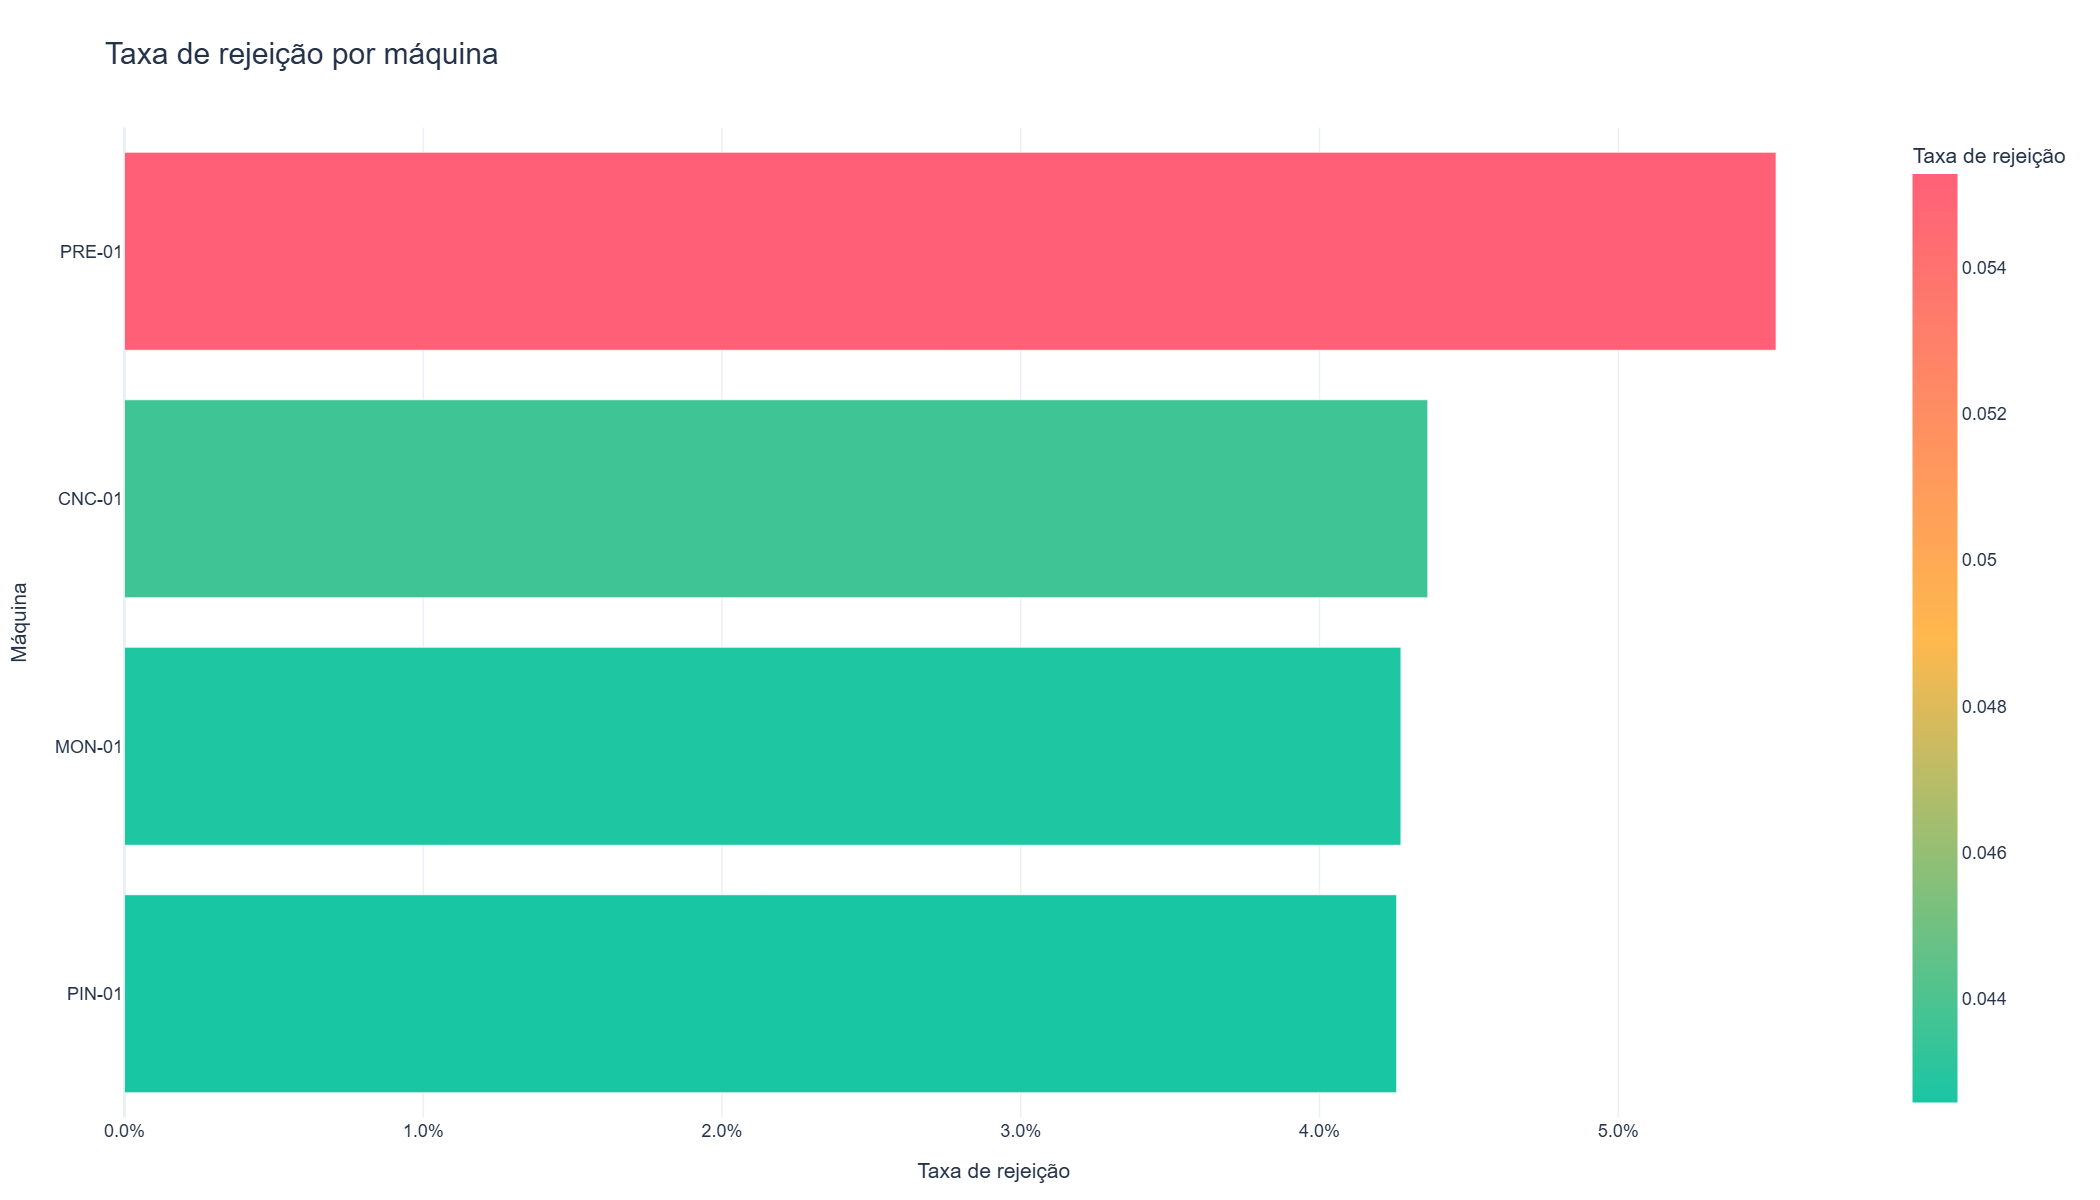 Taxa de rejeição por máquina
Taxa de rejeição
PRE-01
CNC-01
MON-01
PIN-01
Máquina
0.0%
1.0%
2.0%
3.0%
4.0%
5.0%
Taxa de rejeição
0.054
0.052
0.05
0.048
0.046
0.044